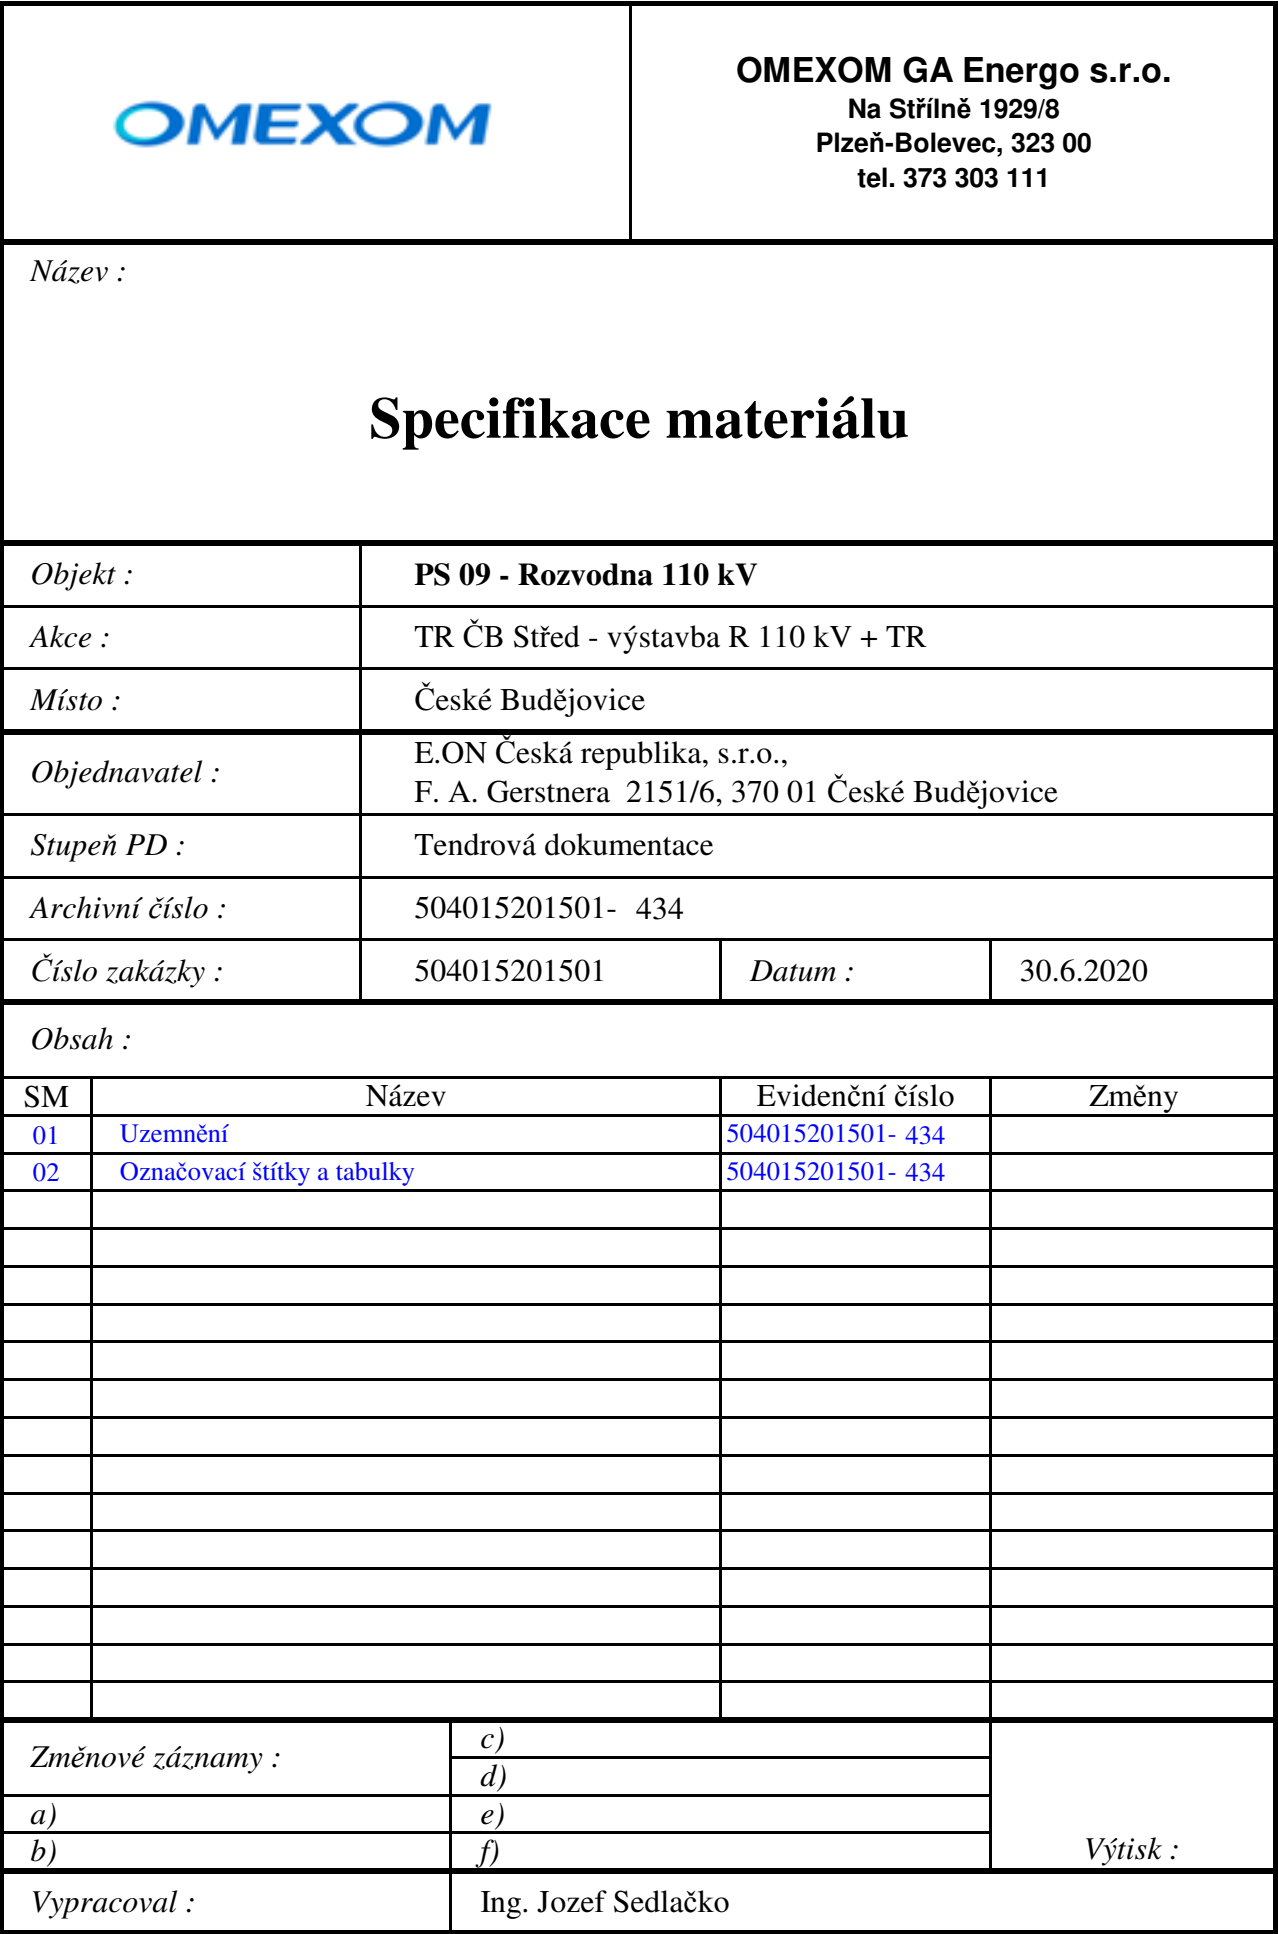 OMEXOM
OMEXOM GA Energo s.r.o.
Na Střílně 1929/8
Plzeň-Bolevec, 323 00
tel. 373 303 111
Název :
Specifikace materiálu
Objekt : PS 09 - Rozvodna 110 kV
Akce : TR ČB Střed - výstavba R 110 kV + TR
Místo : České Budějovice
Objednavatel : E.ON Česká republika, s.r.o.,
F. A. Gerstnera 2151/6, 370 01 České Budějovice
Stupeň PD : Tendrová dokumentace
Archivní číslo : 504015201501- 434
Číslo zakázky : 504015201501 Datum : 30.6.2020
Obsah :
SM Název Evidenční číslo Změny
01 Uzemnění 504015201501- 434
02 Označovací štítky a tabulky 504015201501- 434
Změnové záznamy :
c)
d)
a) e)
b) f) Výtisk :
Vypracoval : Ing. Jozef Sedlačko